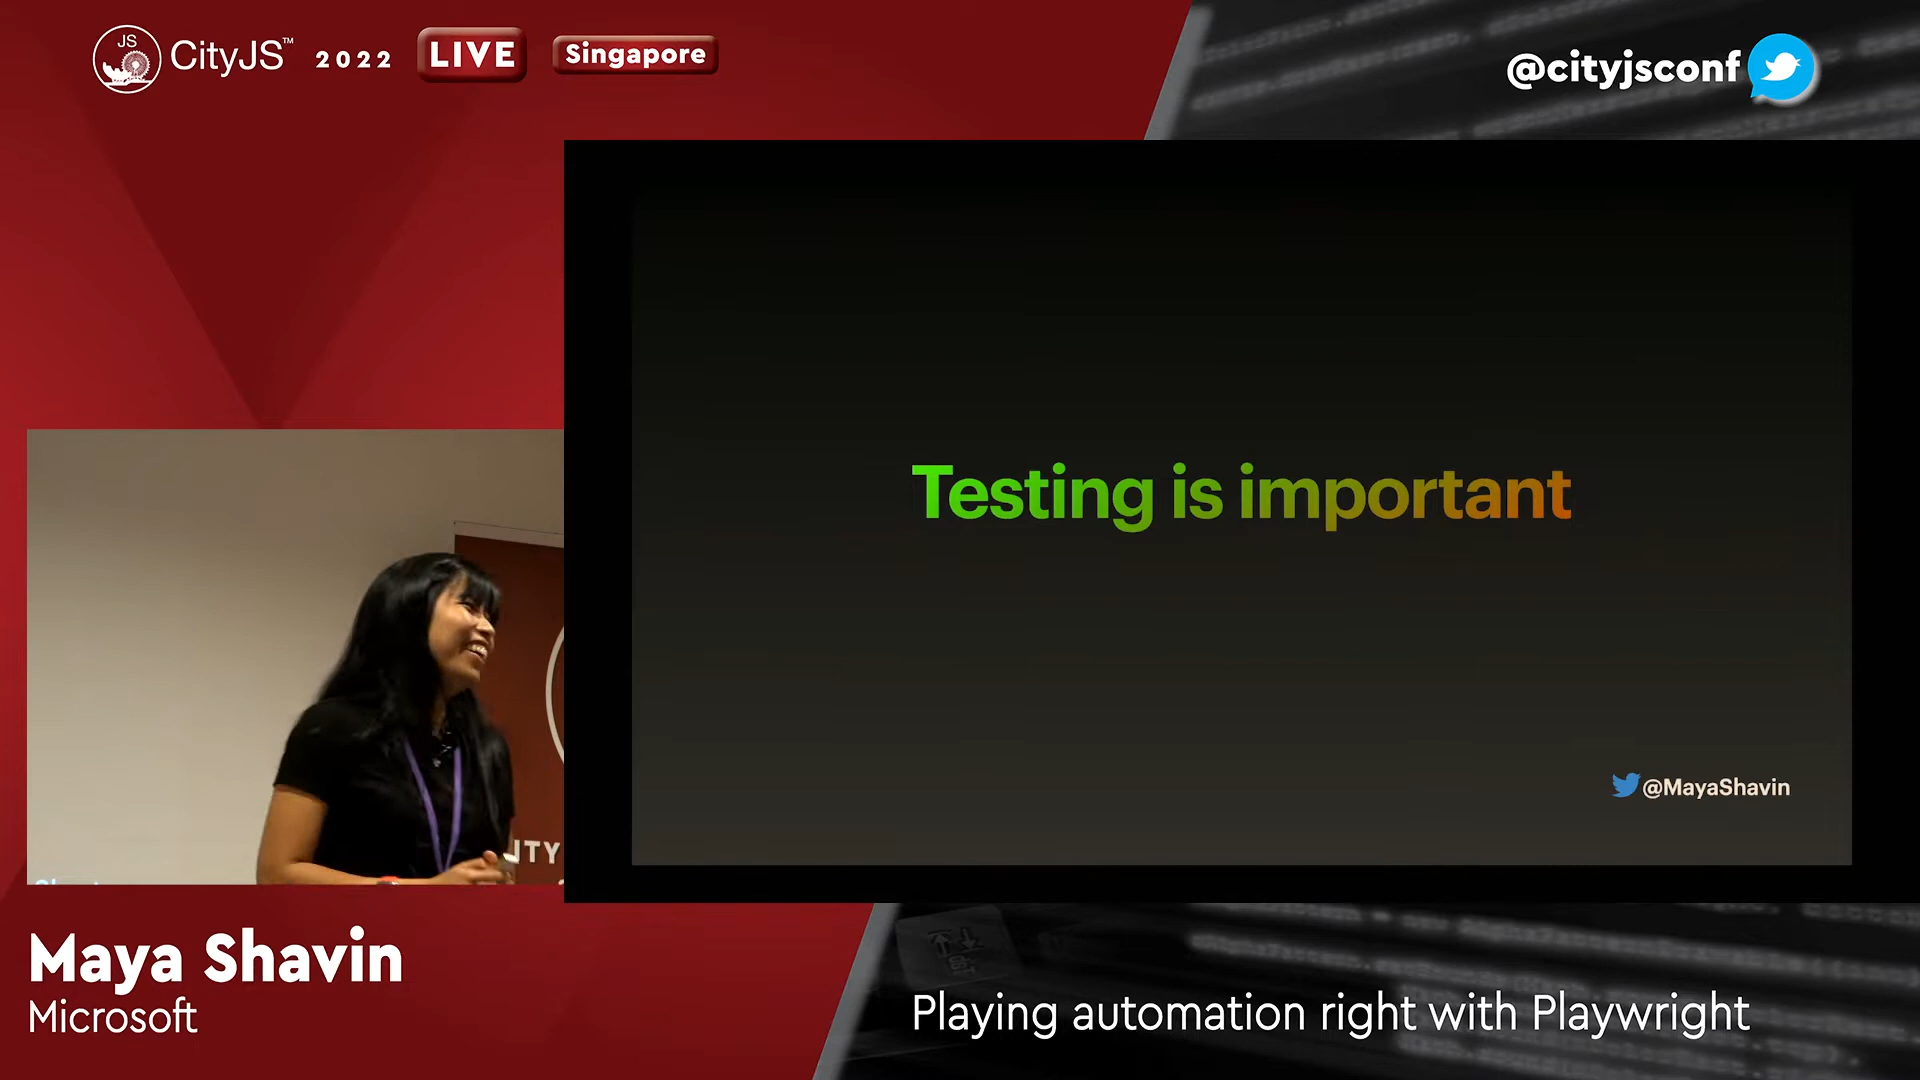 JS
CityJS™ 2022 LIVE Singapore
@cityjsconf
Testing is important
@MayaShavin
Maya Shavin
Microsoft
Playing automation right with Playwright